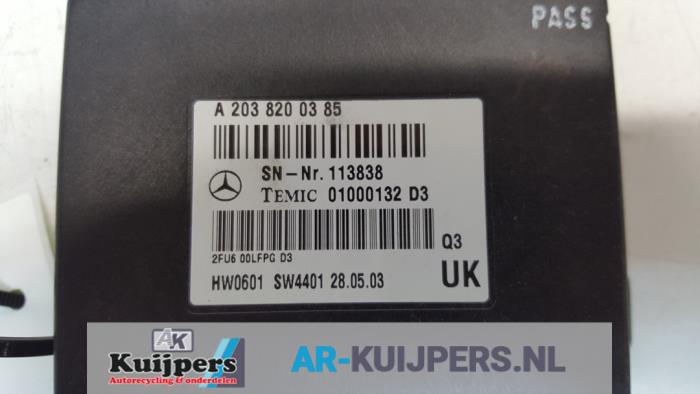 PASS
A 203 820 03 85
SN-Nr. 113838
TEMIC 01000132 D3
2FU6 00LFPG D3
Q3
HW0601 SW4401 28.05.03
UK
AK
Kuijpers
Autorecycling & onderdelen
AR-KUIJPERS.NL